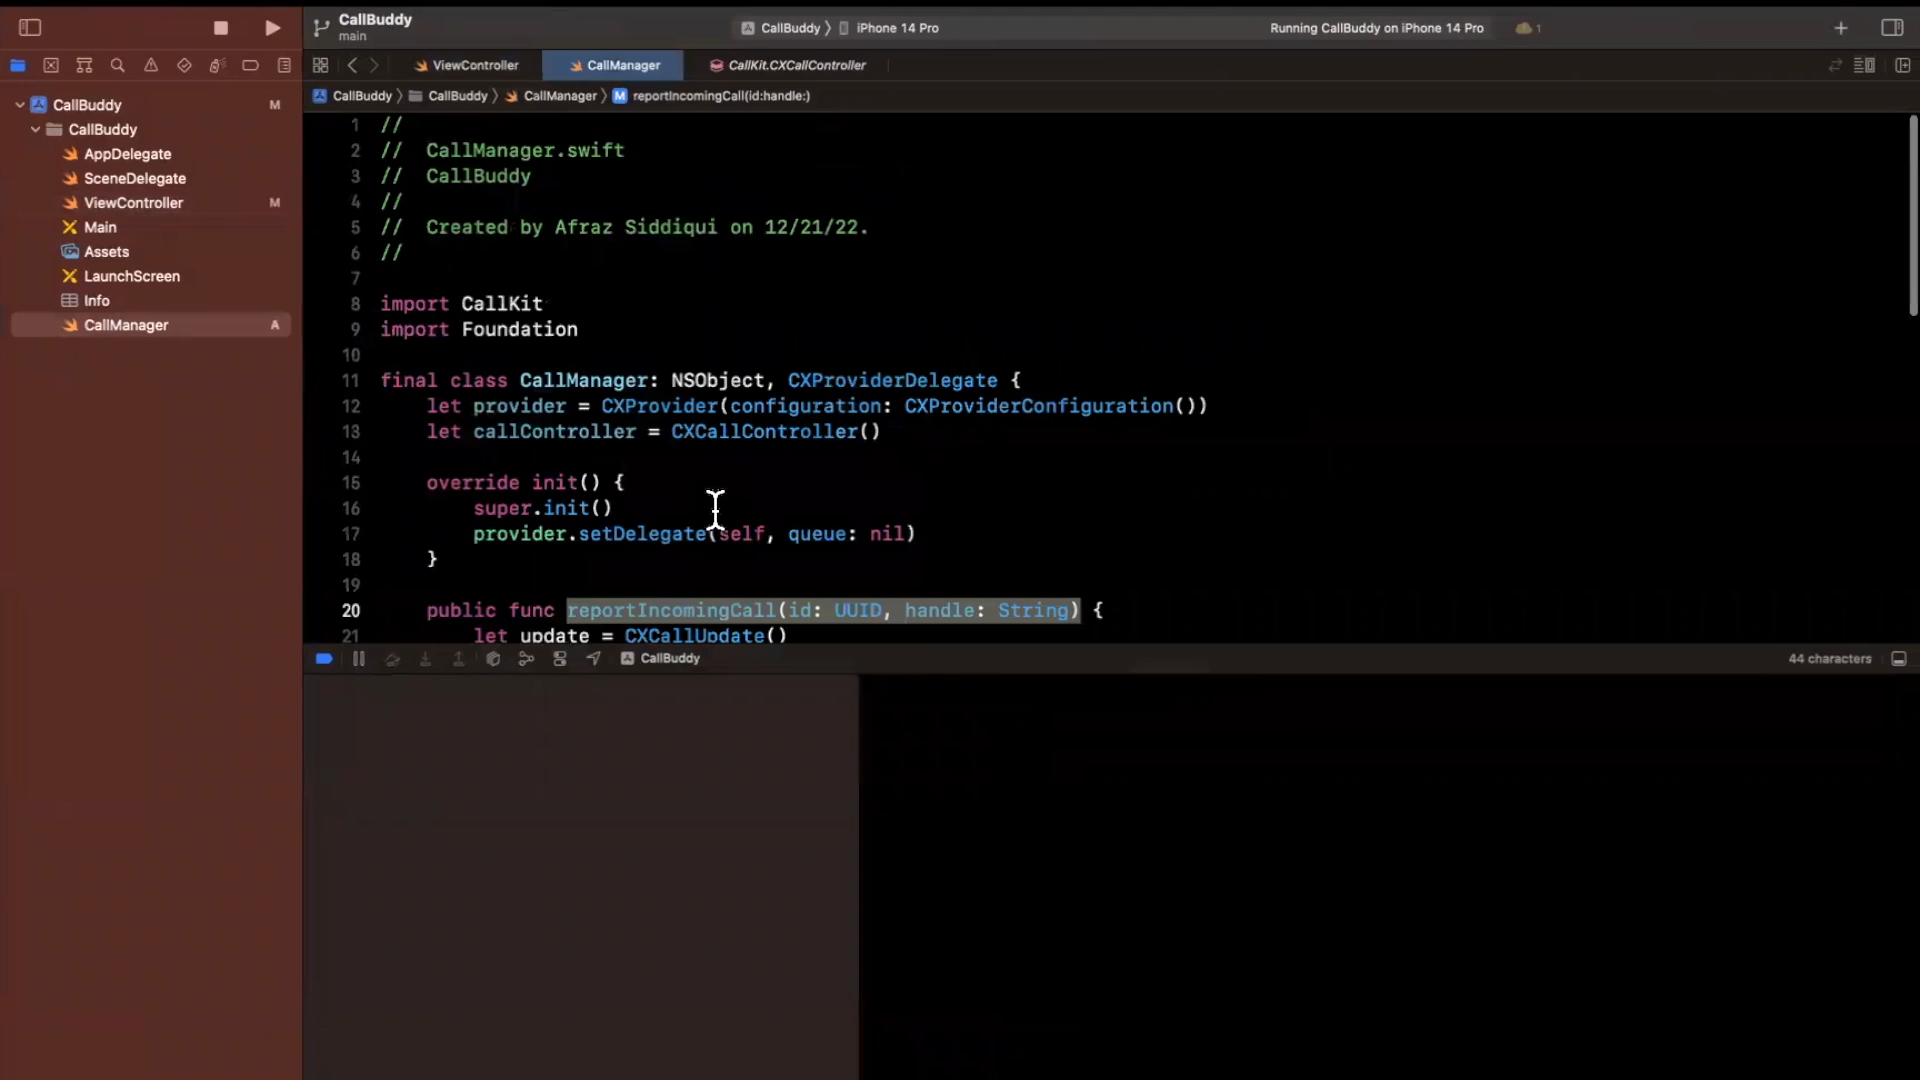 CallBuddy
main
CallBuddy
iPhone 14 Pro
Running CallBuddy on iPhone 14 Pro
1
ViewController
CallManager
CallKit.CXCallController
CallBuddy
CallBuddy
CallManager
M
reportIncomingCall(id:handle:)
CallBuddy M
CallBuddy
AppDelegate
SceneDelegate
ViewController M
Main
Assets
LaunchScreen
Info
CallManager A
1 //
2 //  CallManager.swift
3 //  CallBuddy
4 //
5 //  Created by Afraz Siddiqui on 12/21/22.
6 //
7
8 import CallKit
9 import Foundation
10
11 final class CallManager: NSObject, CXProviderDelegate {
12     let provider = CXProvider(configuration: CXProviderConfiguration())
13     let callController = CXCallController()
14
15     override init() {
16         super.init()
17         provider.setDelegate(self, queue: nil)
18     }
19
20     public func reportIncomingCall(id: UUID, handle: String) {
21         let update = CXCallUpdate()
CallBuddy
44 characters